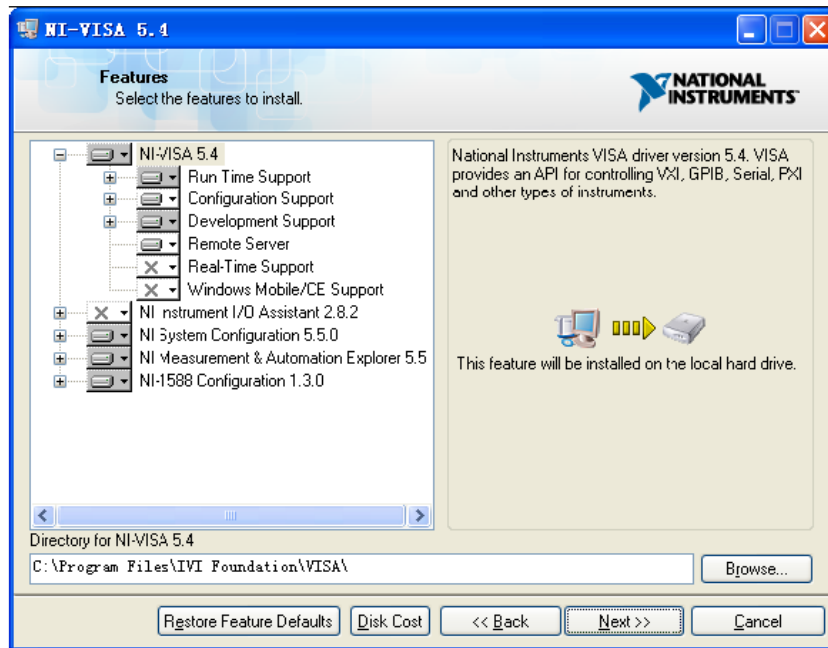 NI-VISA 5.4
Features
Select the features to install.
NATIONAL
INSTRUMENTS
NI-VISA 5.4
Run Time Support
Configuration Support
Development Support
Remote Server
Real-Time Support
Windows Mobile/CE Support
NI Instrument I/O Assistant 2.8.2
NI System Configuration 5.5.0
NI Measurement & Automation Explorer 5.5
NI-1588 Configuration 1.3.0
National Instruments VISA driver version 5.4. VISA
provides an API for controlling VXI, GPIB, Serial, PXI
and other types of instruments.
This feature will be installed on the local hard drive.
Directory for NI-VISA 5.4
C:\Program Files\IVI Foundation\VISA\
Browse...
Restore Feature Defaults
Disk Cost
<< Back
Next >>
Cancel